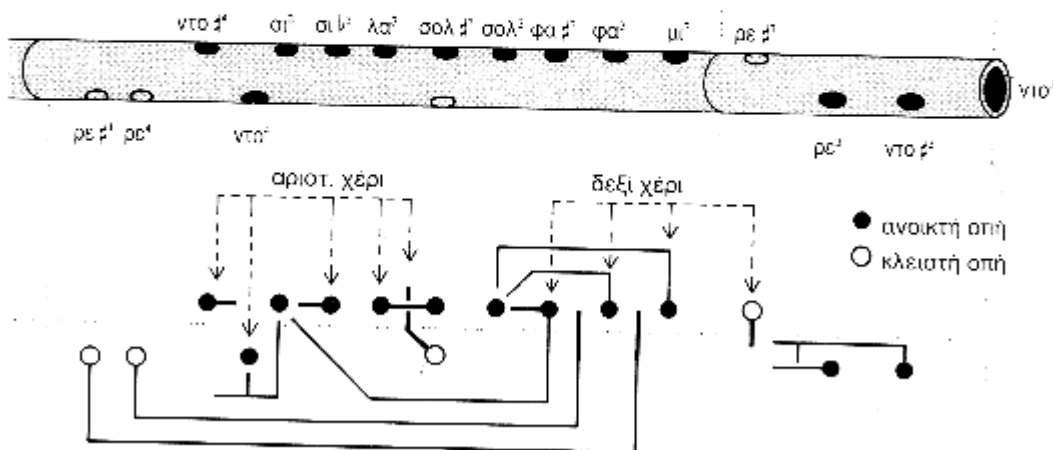 ντο ♯⁴ σι³ σι♭³ λα³ σολ ♯³ σολ³ φα ♯³ φα³ μι³ ρε ♯³
ντο³
ρε ♯⁴ ρε⁴ ντο⁴ ρε³ ντο ♯³
αριστ. χέρι δεξί χέρι
ανοικτή οπή
κλειστή οπή